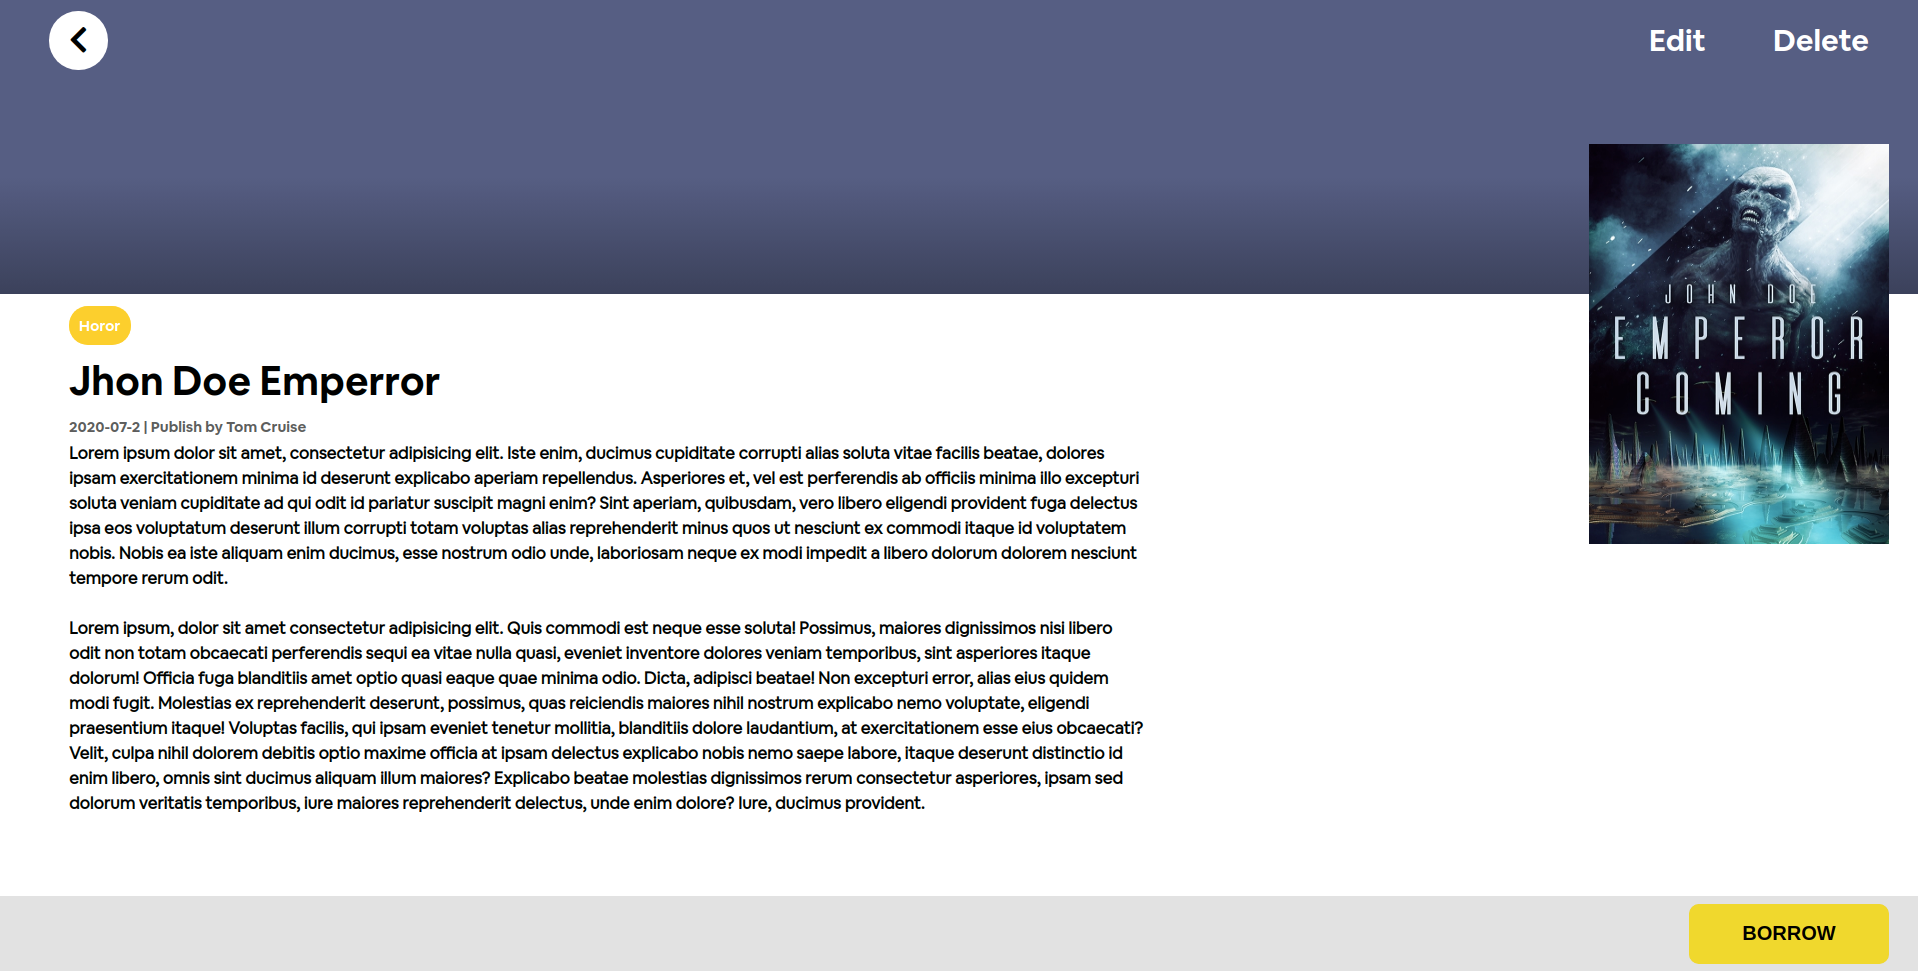 Edit
Delete
JOHN DOE
EMPEROR
COMING
Horor
Jhon Doe Emperror
2020-07-2 | Publish by Tom Cruise
Lorem ipsum dolor sit amet, consectetur adipisicing elit. Iste enim, ducimus cupiditate corrupti alias soluta vitae facilis beatae, dolores
ipsam exercitationem minima id deserunt explicabo aperiam repellendus. Asperiores et, vel est perferendis ab officiis minima illo excepturi
soluta veniam cupiditate ad qui odit id pariatur suscipit magni enim? Sint aperiam, quibusdam, vero libero eligendi provident fuga delectus
ipsa eos voluptatum deserunt illum corrupti totam voluptas alias reprehenderit minus quos ut nesciunt ex commodi itaque id voluptatem
nobis. Nobis ea iste aliquam enim ducimus, esse nostrum odio unde, laboriosam neque ex modi impedit a libero dolorum dolorem nesciunt
tempore rerum odit.
Lorem ipsum, dolor sit amet consectetur adipisicing elit. Quis commodi est neque esse soluta! Possimus, maiores dignissimos nisi libero
odit non totam obcaecati perferendis sequi ea vitae nulla quasi, eveniet inventore dolores veniam temporibus, sint asperiores itaque
dolorum! Officia fuga blanditiis amet optio quasi eaque quae minima odio. Dicta, adipisci beatae! Non excepturi error, alias eius quidem
modi fugit. Molestias ex reprehenderit deserunt, possimus, quas reiciendis maiores nihil nostrum explicabo nemo voluptate, eligendi
praesentium itaque! Voluptas facilis, qui ipsam eveniet tenetur mollitia, blanditiis dolore laudantium, at exercitationem esse eius obcaecati?
Velit, culpa nihil dolorem debitis optio maxime officia at ipsam delectus explicabo nobis nemo saepe labore, itaque deserunt distinctio id
enim libero, omnis sint ducimus aliquam illum maiores? Explicabo beatae molestias dignissimos rerum consectetur asperiores, ipsam sed
dolorum veritatis temporibus, iure maiores reprehenderit delectus, unde enim dolore? Iure, ducimus provident.
BORROW